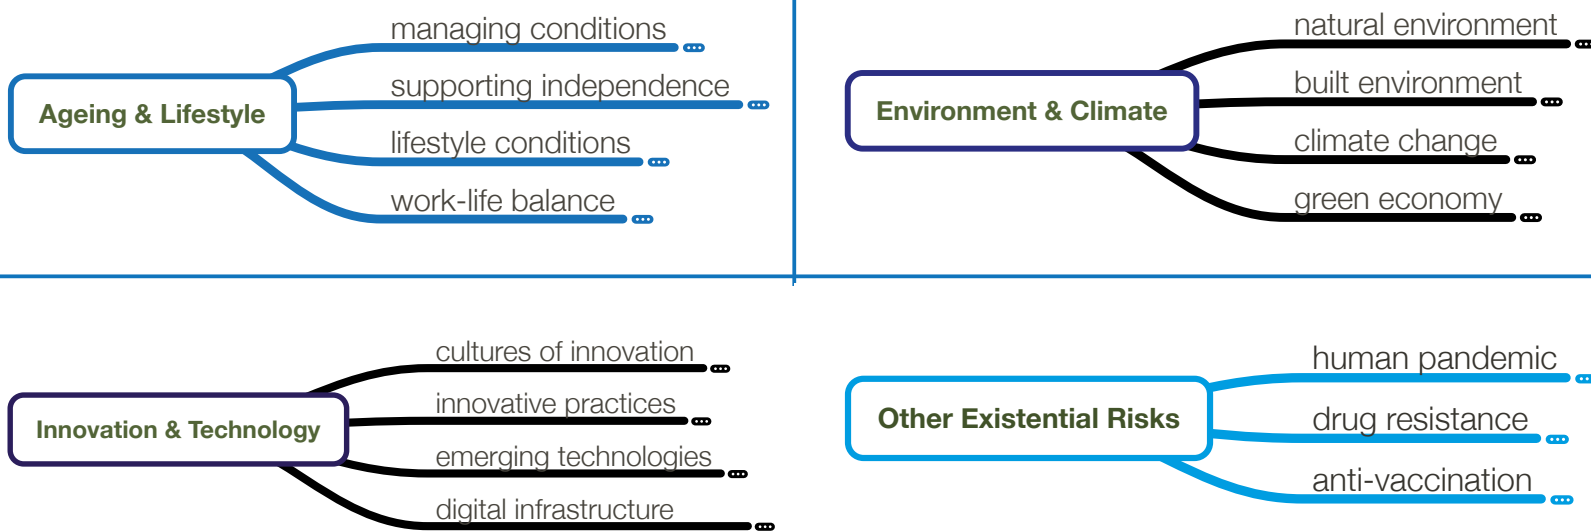 Ageing & Lifestyle
managing conditions
supporting independence
lifestyle conditions
work-life balance
Environment & Climate
natural environment
built environment
climate change
green economy
Innovation & Technology
cultures of innovation
innovative practices
emerging technologies
digital infrastructure
Other Existential Risks
human pandemic
drug resistance
anti-vaccination